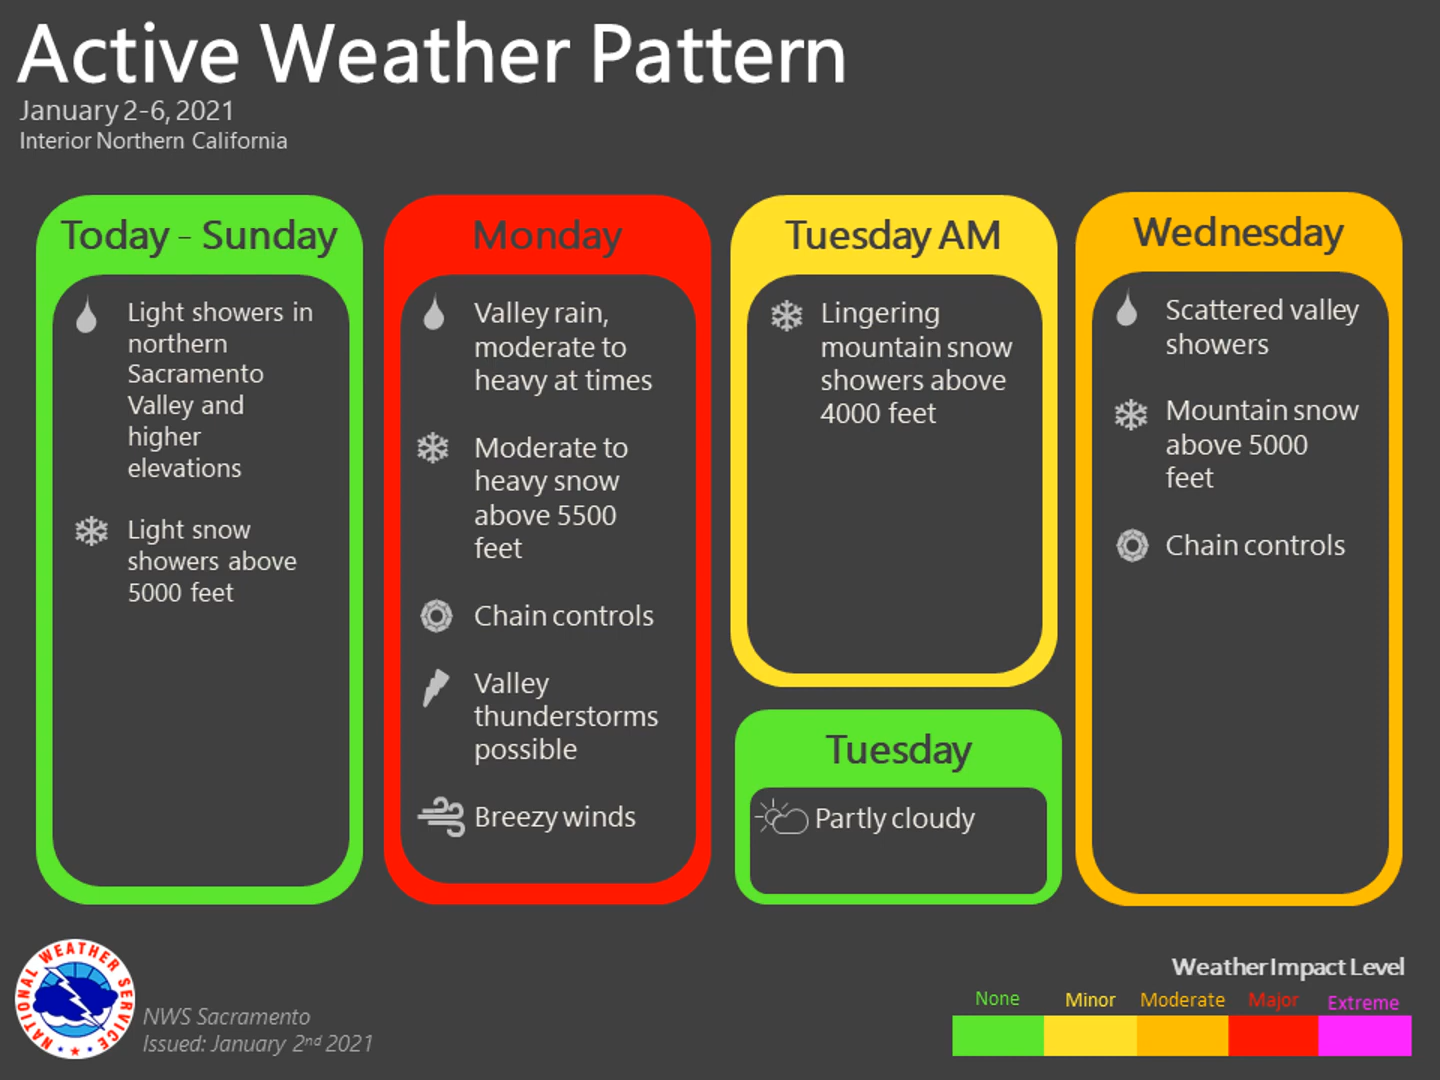 Active Weather Pattern
January 2-6, 2021
Interior Northern California
Today - Sunday
Light showers in
northern
Sacramento
Valley and
higher
elevations
Light snow
showers above
5000 feet
Monday
Valley rain,
moderate to
heavy at times
Moderate to
heavy snow
above 5500
feet
Chain controls
Valley
thunderstorms
possible
Breezy winds
Tuesday AM
Lingering
mountain snow
showers above
4000 feet
Tuesday
Partly cloudy
Wednesday
Scattered valley
showers
Mountain snow
above 5000
feet
Chain controls
NATIONAL WEATHER SERVICE
NWS Sacramento
Issued: January 2nd 2021
Weather Impact Level
None Minor Moderate Major Extreme